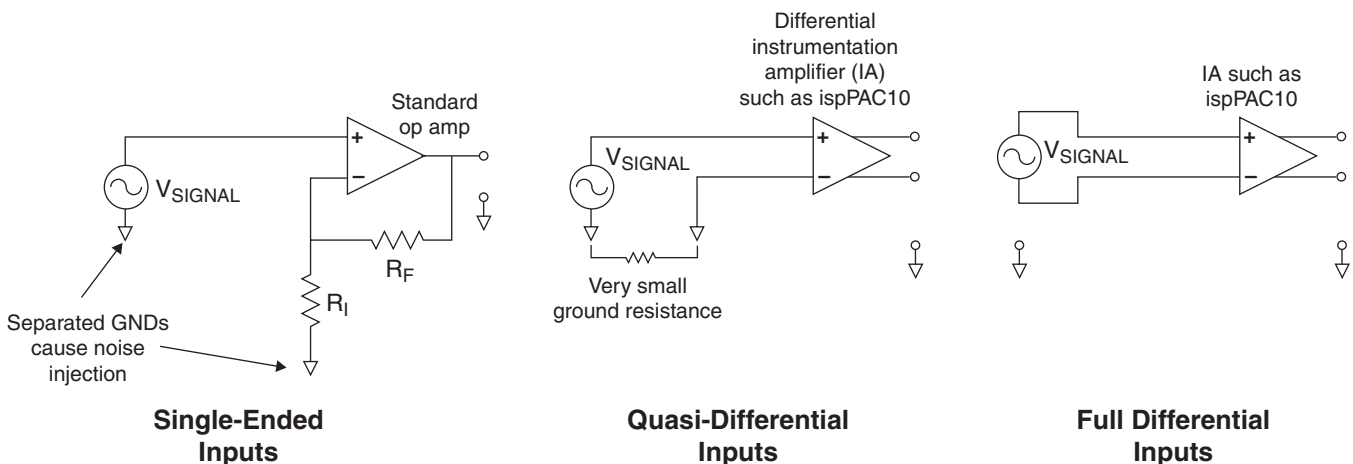 Standard
op amp
+
−
V_SIGNAL
R_F
R_I
Separated GNDs
cause noise
injection
Single-Ended
Inputs
Differential
instrumentation
amplifier (IA)
such as ispPAC10
+
−
V_SIGNAL
Very small
ground resistance
Quasi-Differential
Inputs
IA such as
ispPAC10
+
−
V_SIGNAL
Full Differential
Inputs